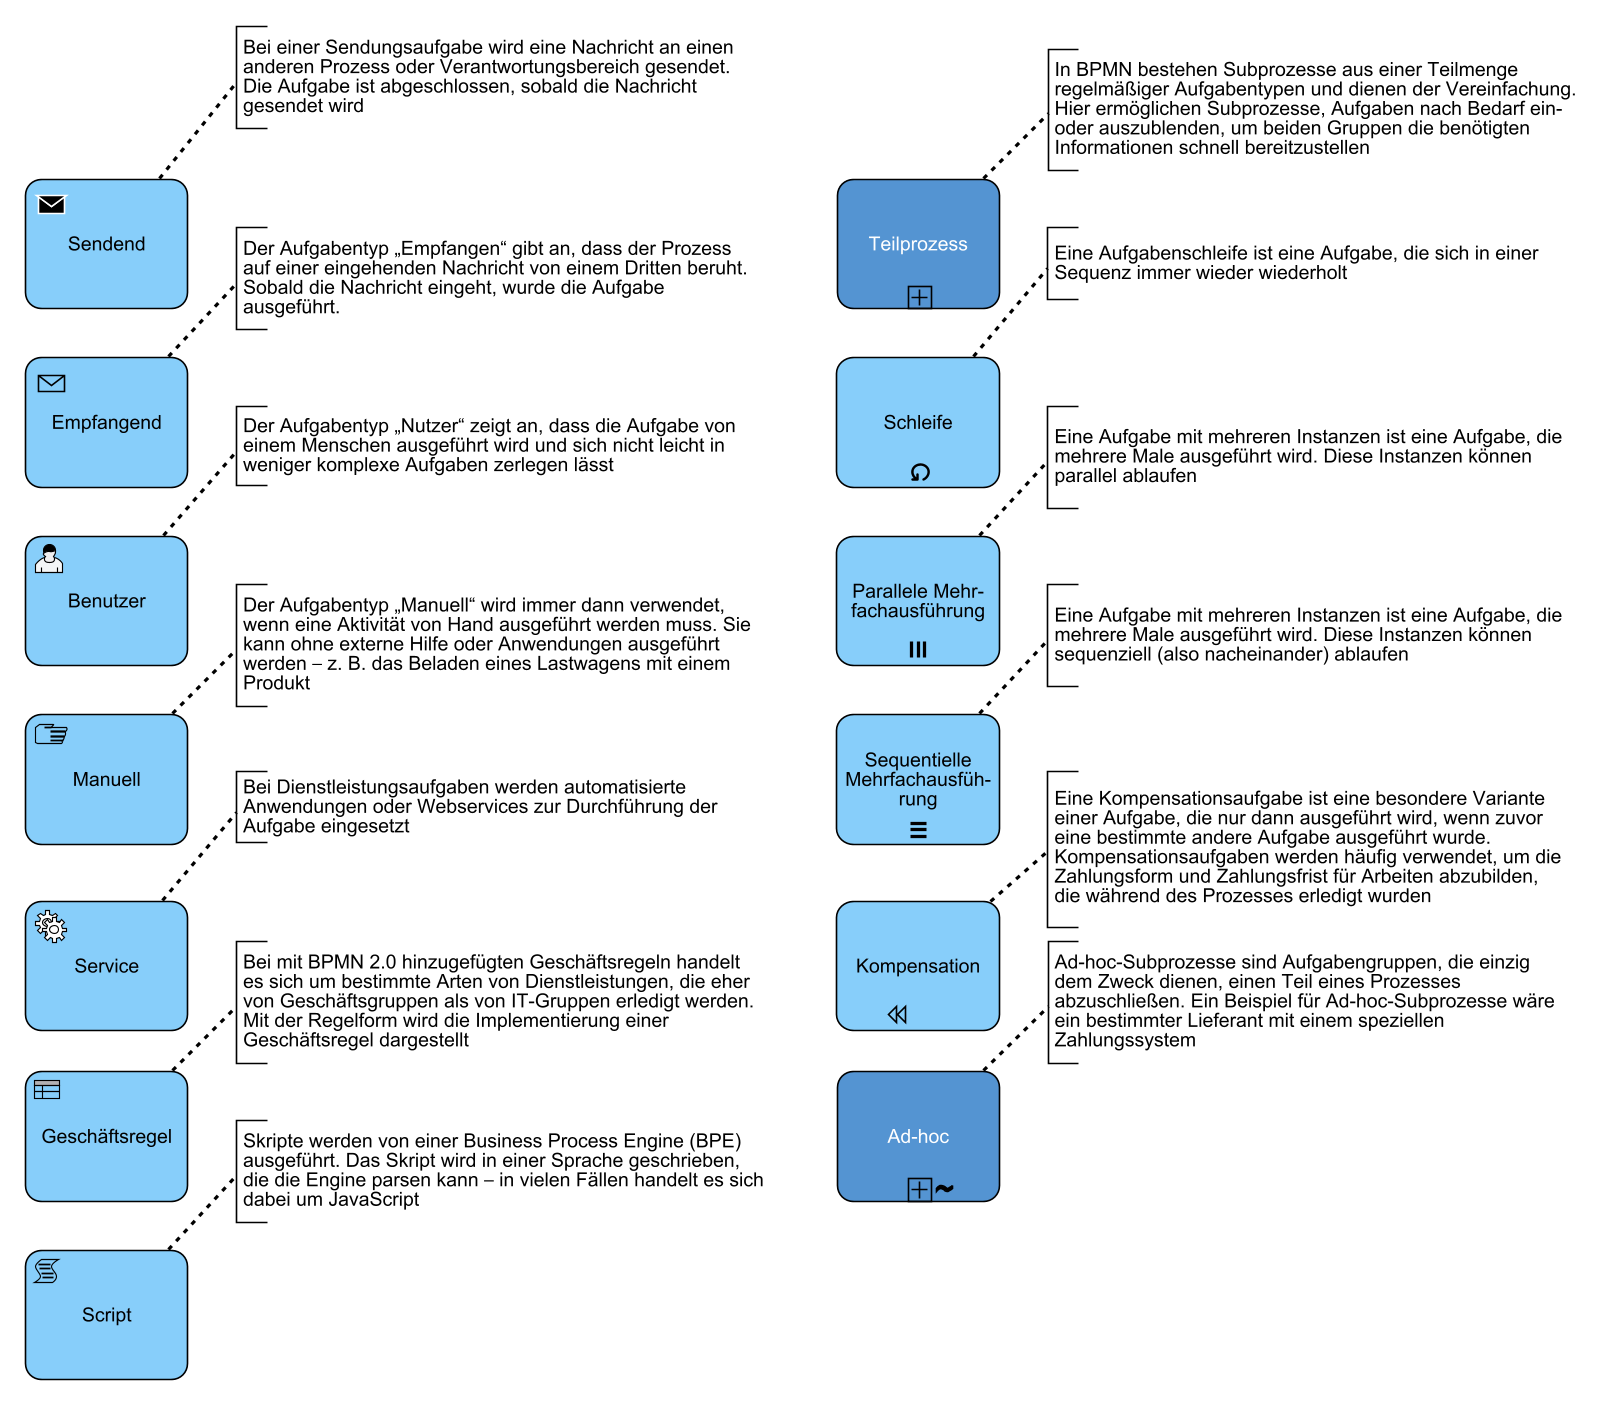 Bei einer Sendungsaufgabe wird eine Nachricht an einen
anderen Prozess oder Verantwortungsbereich gesendet.
Die Aufgabe ist abgeschlossen, sobald die Nachricht
gesendet wird
Sendend
Der Aufgabentyp „Empfangen“ gibt an, dass der Prozess
auf einer eingehenden Nachricht von einem Dritten beruht.
Sobald die Nachricht eingeht, wurde die Aufgabe
ausgeführt.
Empfangend
Der Aufgabentyp „Nutzer“ zeigt an, dass die Aufgabe von
einem Menschen ausgeführt wird und sich nicht leicht in
weniger komplexe Aufgaben zerlegen lässt
Benutzer
Der Aufgabentyp „Manuell“ wird immer dann verwendet,
wenn eine Aktivität von Hand ausgeführt werden muss. Sie
kann ohne externe Hilfe oder Anwendungen ausgeführt
werden – z. B. das Beladen eines Lastwagens mit einem
Produkt
Manuell
Bei Dienstleistungsaufgaben werden automatisierte
Anwendungen oder Webservices zur Durchführung der
Aufgabe eingesetzt
Service
Bei mit BPMN 2.0 hinzugefügten Geschäftsregeln handelt
es sich um bestimmte Arten von Dienstleistungen, die eher
von Geschäftsgruppen als von IT-Gruppen erledigt werden.
Mit der Regelform wird die Implementierung einer
Geschäftsregel dargestellt
Geschäftsregel
Skripte werden von einer Business Process Engine (BPE)
ausgeführt. Das Skript wird in einer Sprache geschrieben,
die die Engine parsen kann – in vielen Fällen handelt es sich
dabei um JavaScript
Script
In BPMN bestehen Subprozesse aus einer Teilmenge
regelmäßiger Aufgabentypen und dienen der Vereinfachung.
Hier ermöglichen Subprozesse, Aufgaben nach Bedarf ein-
oder auszublenden, um beiden Gruppen die benötigten
Informationen schnell bereitzustellen
Teilprozess
Eine Aufgabenschleife ist eine Aufgabe, die sich in einer
Sequenz immer wieder wiederholt
Schleife
Eine Aufgabe mit mehreren Instanzen ist eine Aufgabe, die
mehrere Male ausgeführt wird. Diese Instanzen können
parallel ablaufen
Parallele Mehr-
fachausführung
Eine Aufgabe mit mehreren Instanzen ist eine Aufgabe, die
mehrere Male ausgeführt wird. Diese Instanzen können
sequenziell (also nacheinander) ablaufen
Sequentielle
Mehrfachausfüh-
rung
Eine Kompensationsaufgabe ist eine besondere Variante
einer Aufgabe, die nur dann ausgeführt wird, wenn zuvor
eine bestimmte andere Aufgabe ausgeführt wurde.
Kompensationsaufgaben werden häufig verwendet, um die
Zahlungsform und Zahlungsfrist für Arbeiten abzubilden,
die während des Prozesses erledigt wurden
Kompensation
Ad-hoc-Subprozesse sind Aufgabengruppen, die einzig
dem Zweck dienen, einen Teil eines Prozesses
abzuschließen. Ein Beispiel für Ad-hoc-Subprozesse wäre
ein bestimmter Lieferant mit einem speziellen
Zahlungssystem
Ad-hoc